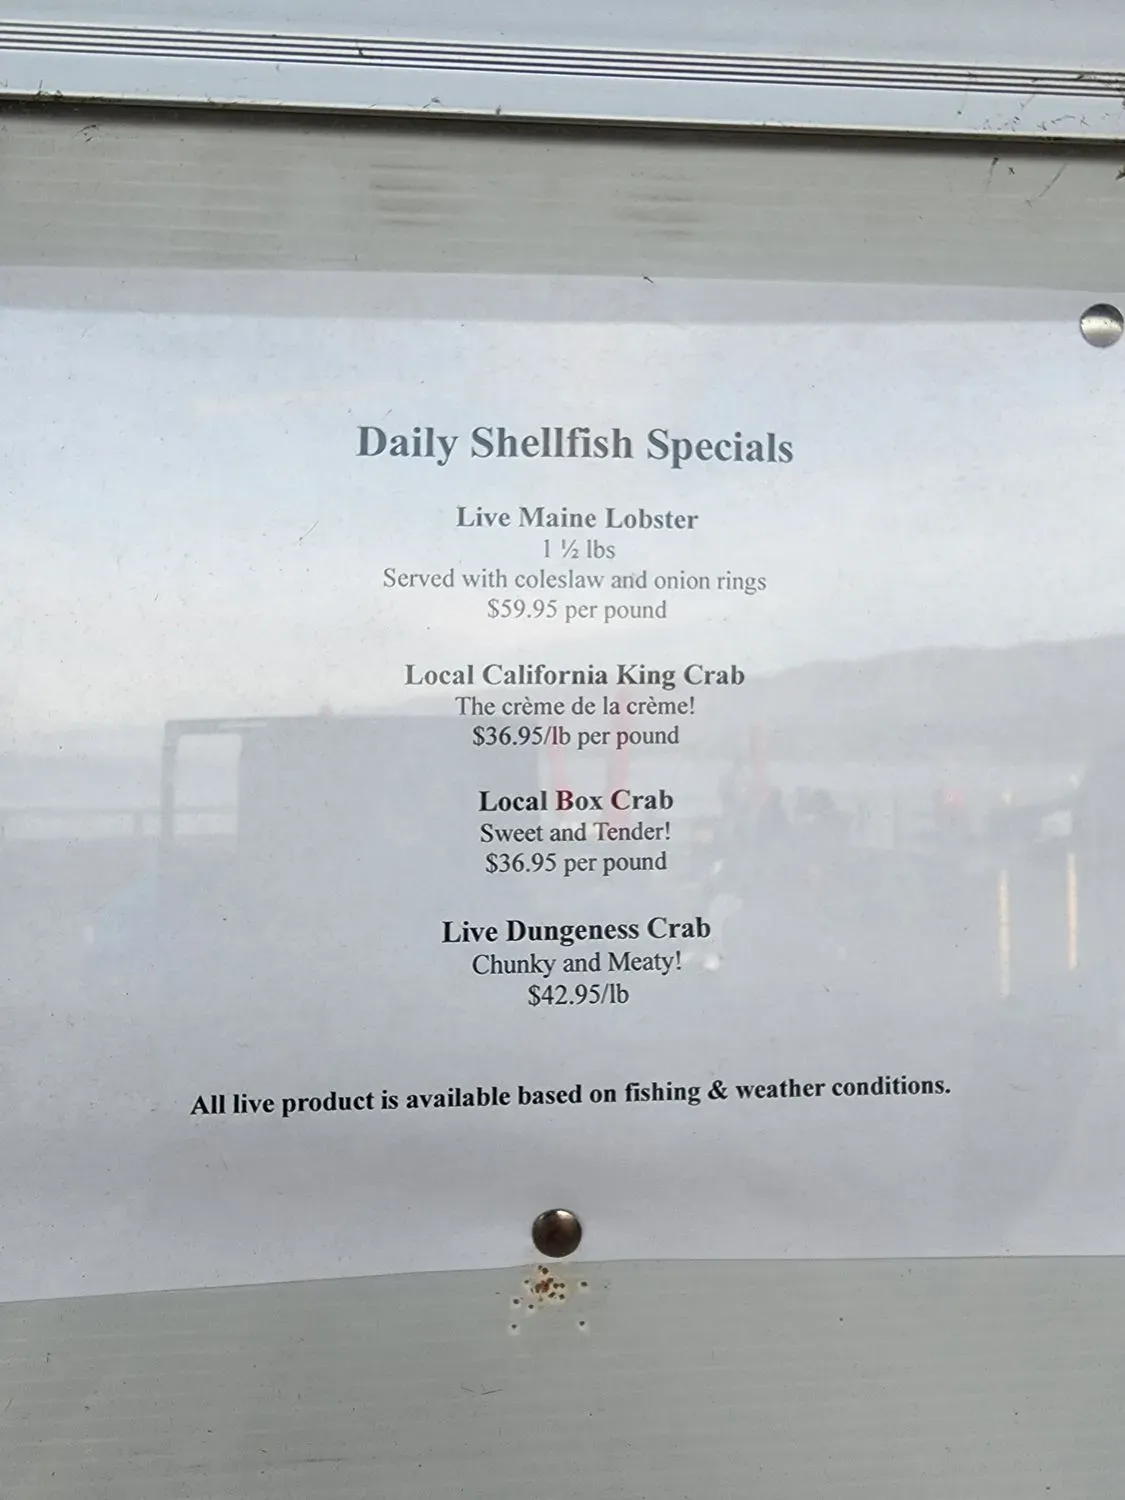 Daily Shellfish Specials
Live Maine Lobster
1 ½ lbs
Served with coleslaw and onion rings
$59.95 per pound
Local California King Crab
The crème de la crème!
$36.95/lb per pound
Local Box Crab
Sweet and Tender!
$36.95 per pound
Live Dungeness Crab
Chunky and Meaty!
$42.95/lb
All live product is available based on fishing & weather conditions.